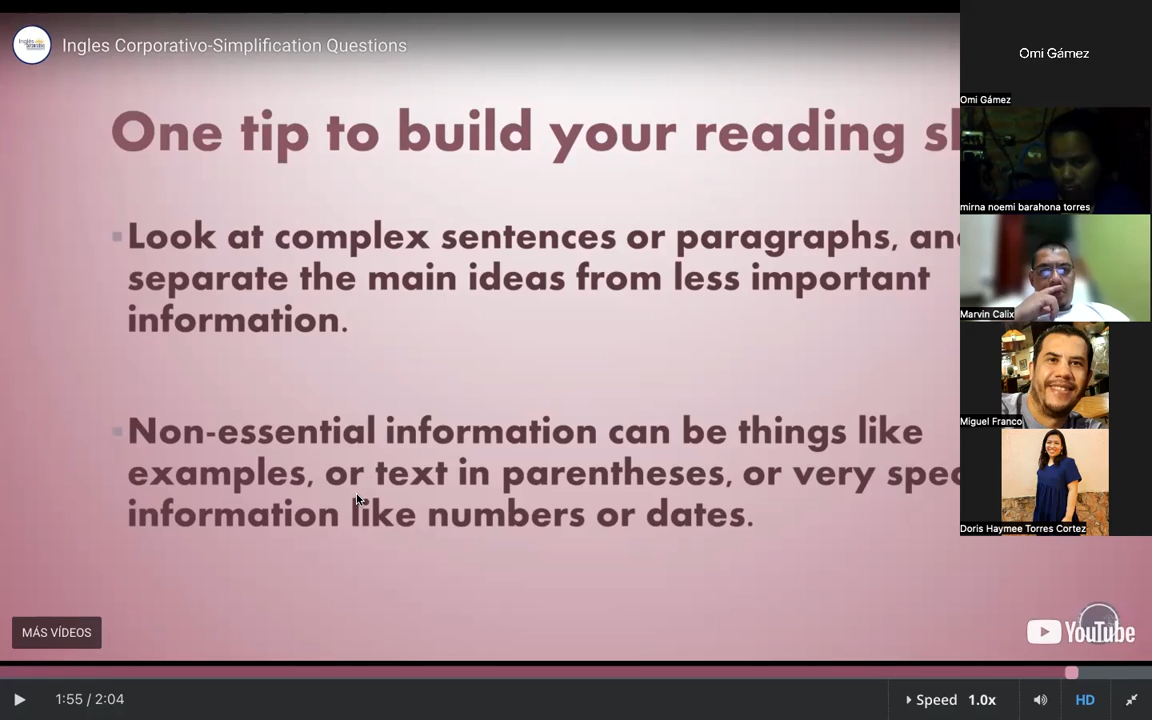 Ingles Corporativo-Simplification Questions
One tip to build your reading
Look at complex sentences or paragraphs, an
separate the main ideas from less important
information.
Non-essential information can be things like
examples, or text in parentheses, or very spec
information like numbers or dates.
MÁS VÍDEOS
YouTube
1:55 / 2:04
Speed 1.0x
HD
Omi Gámez
Omi Gámez
mirna noemi barahona torres
Marvin Calix
Miguel Franco
Doris Haymee Torres Cortez